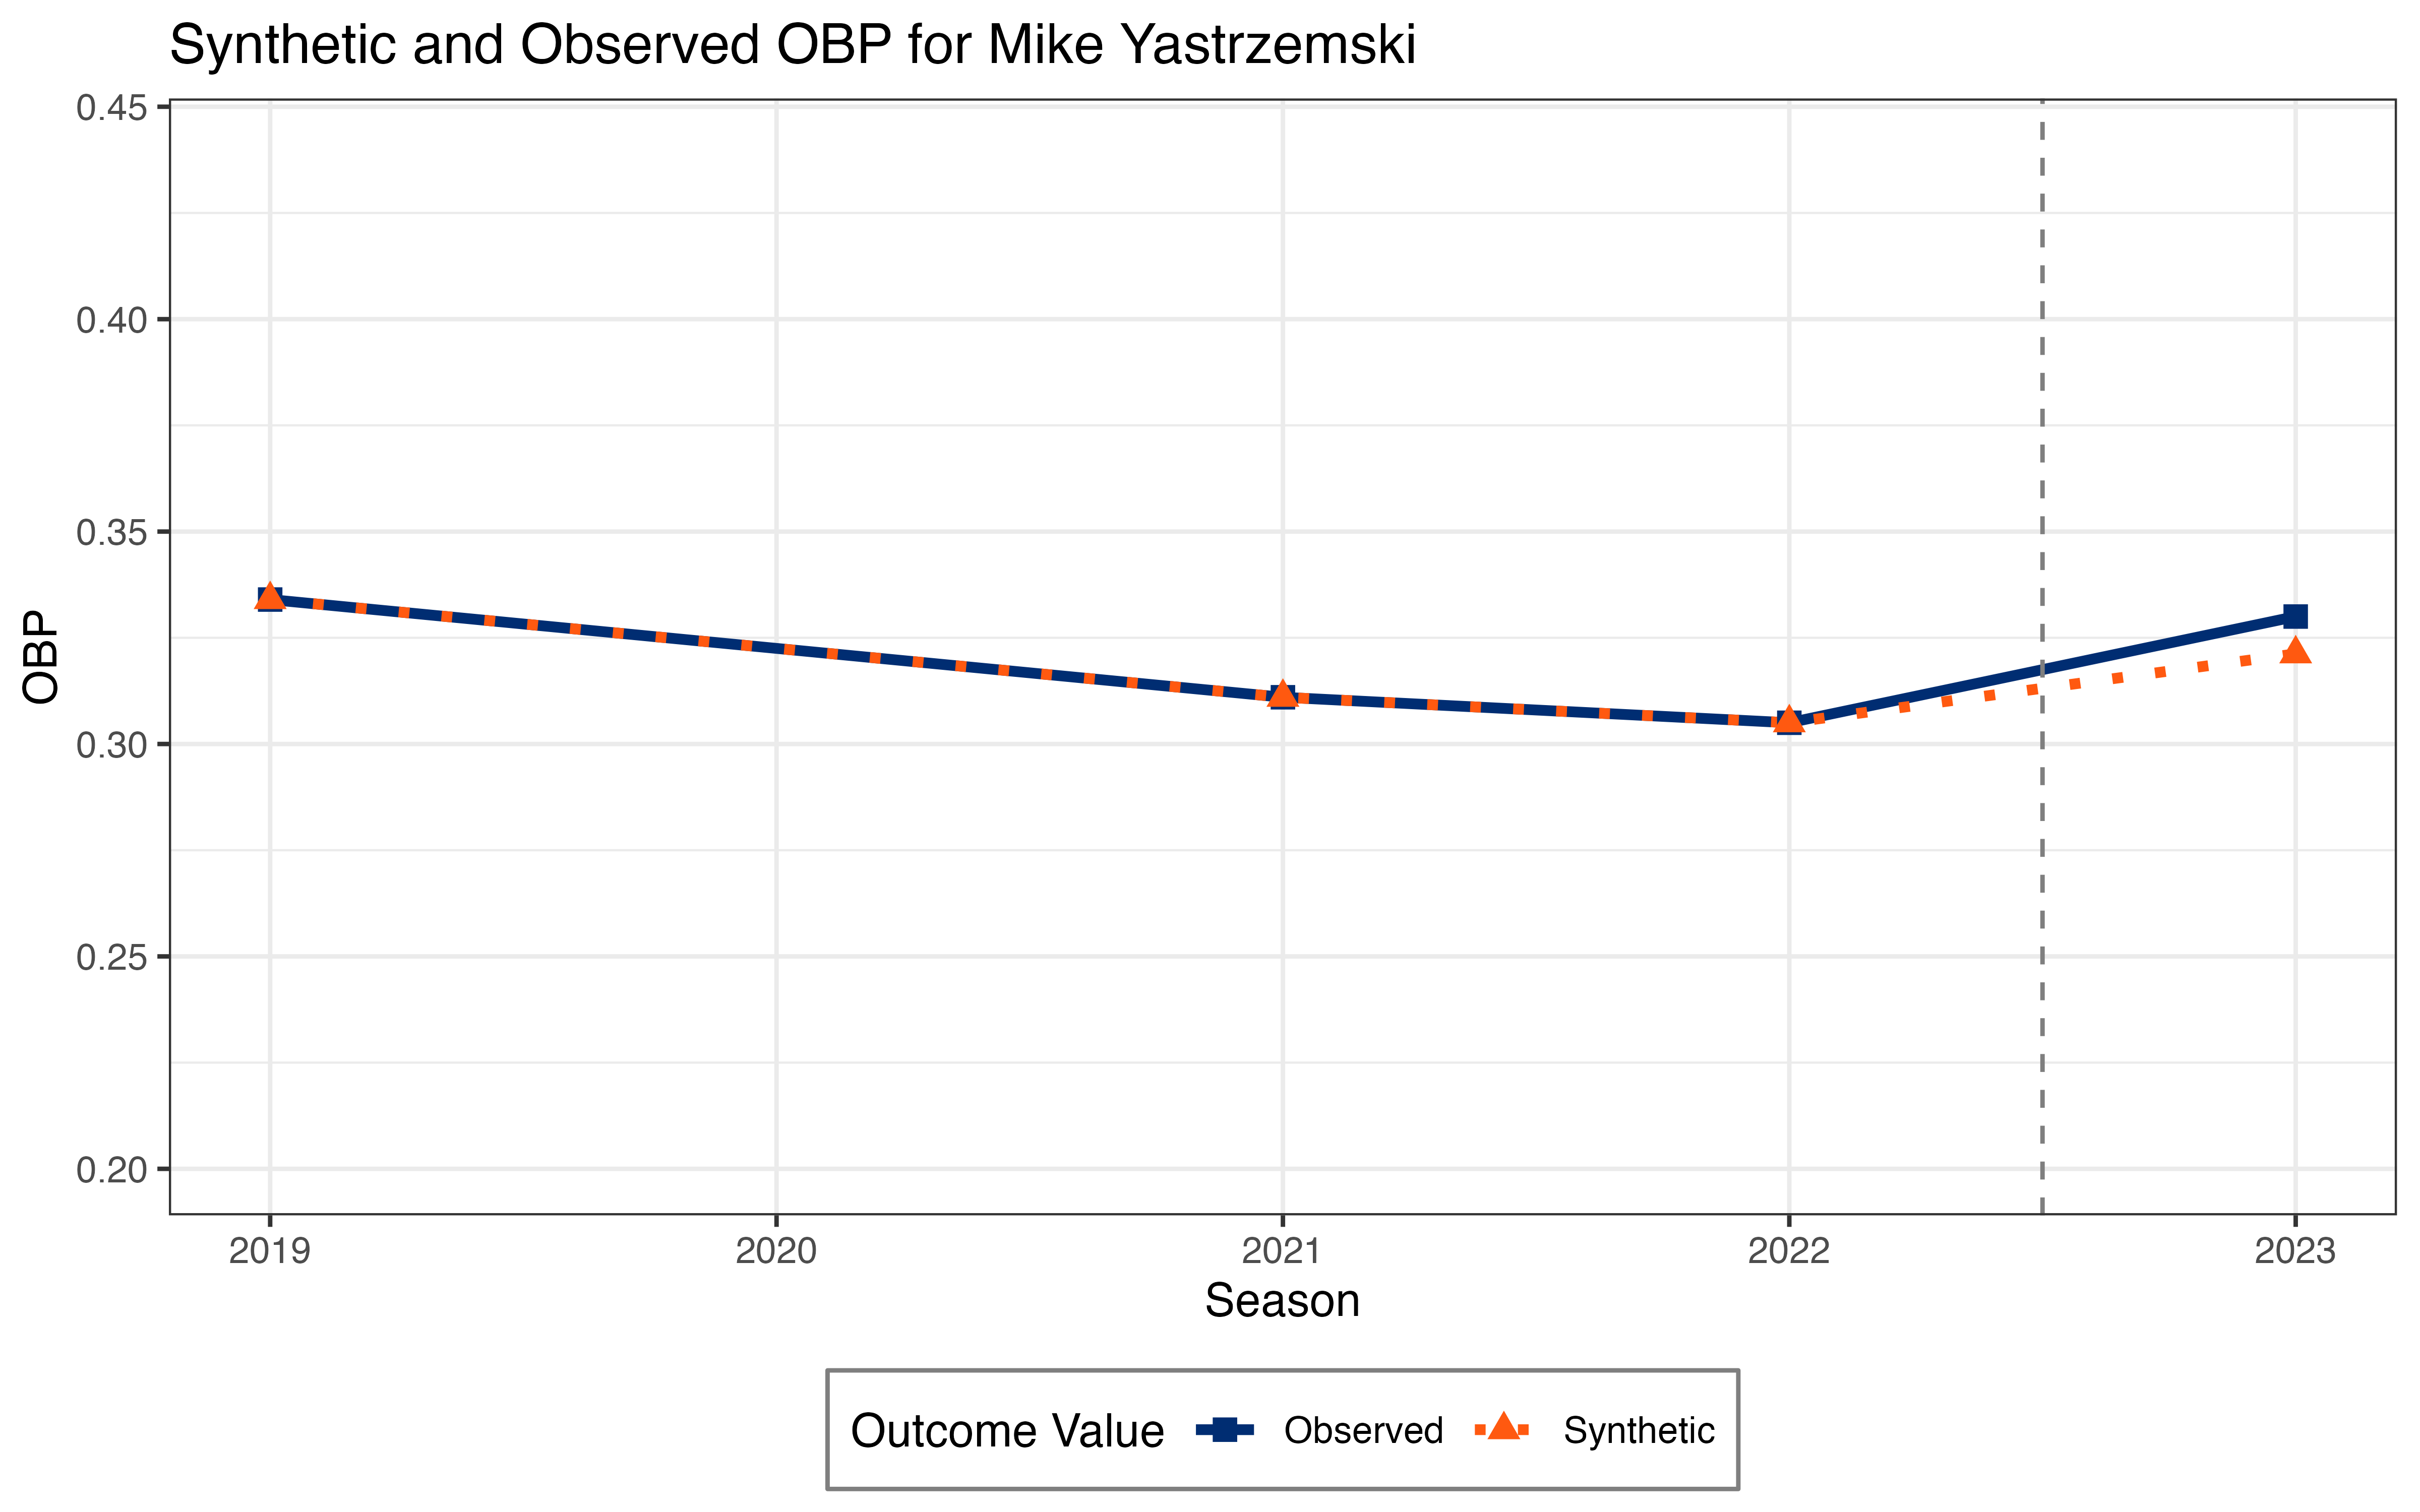 Synthetic and Observed OBP for Mike Yastrzemski
0.45
0.40
0.35
0.30
0.25
0.20
OBP
2019 2020 2021 2022 2023
Season
Outcome Value Observed Synthetic